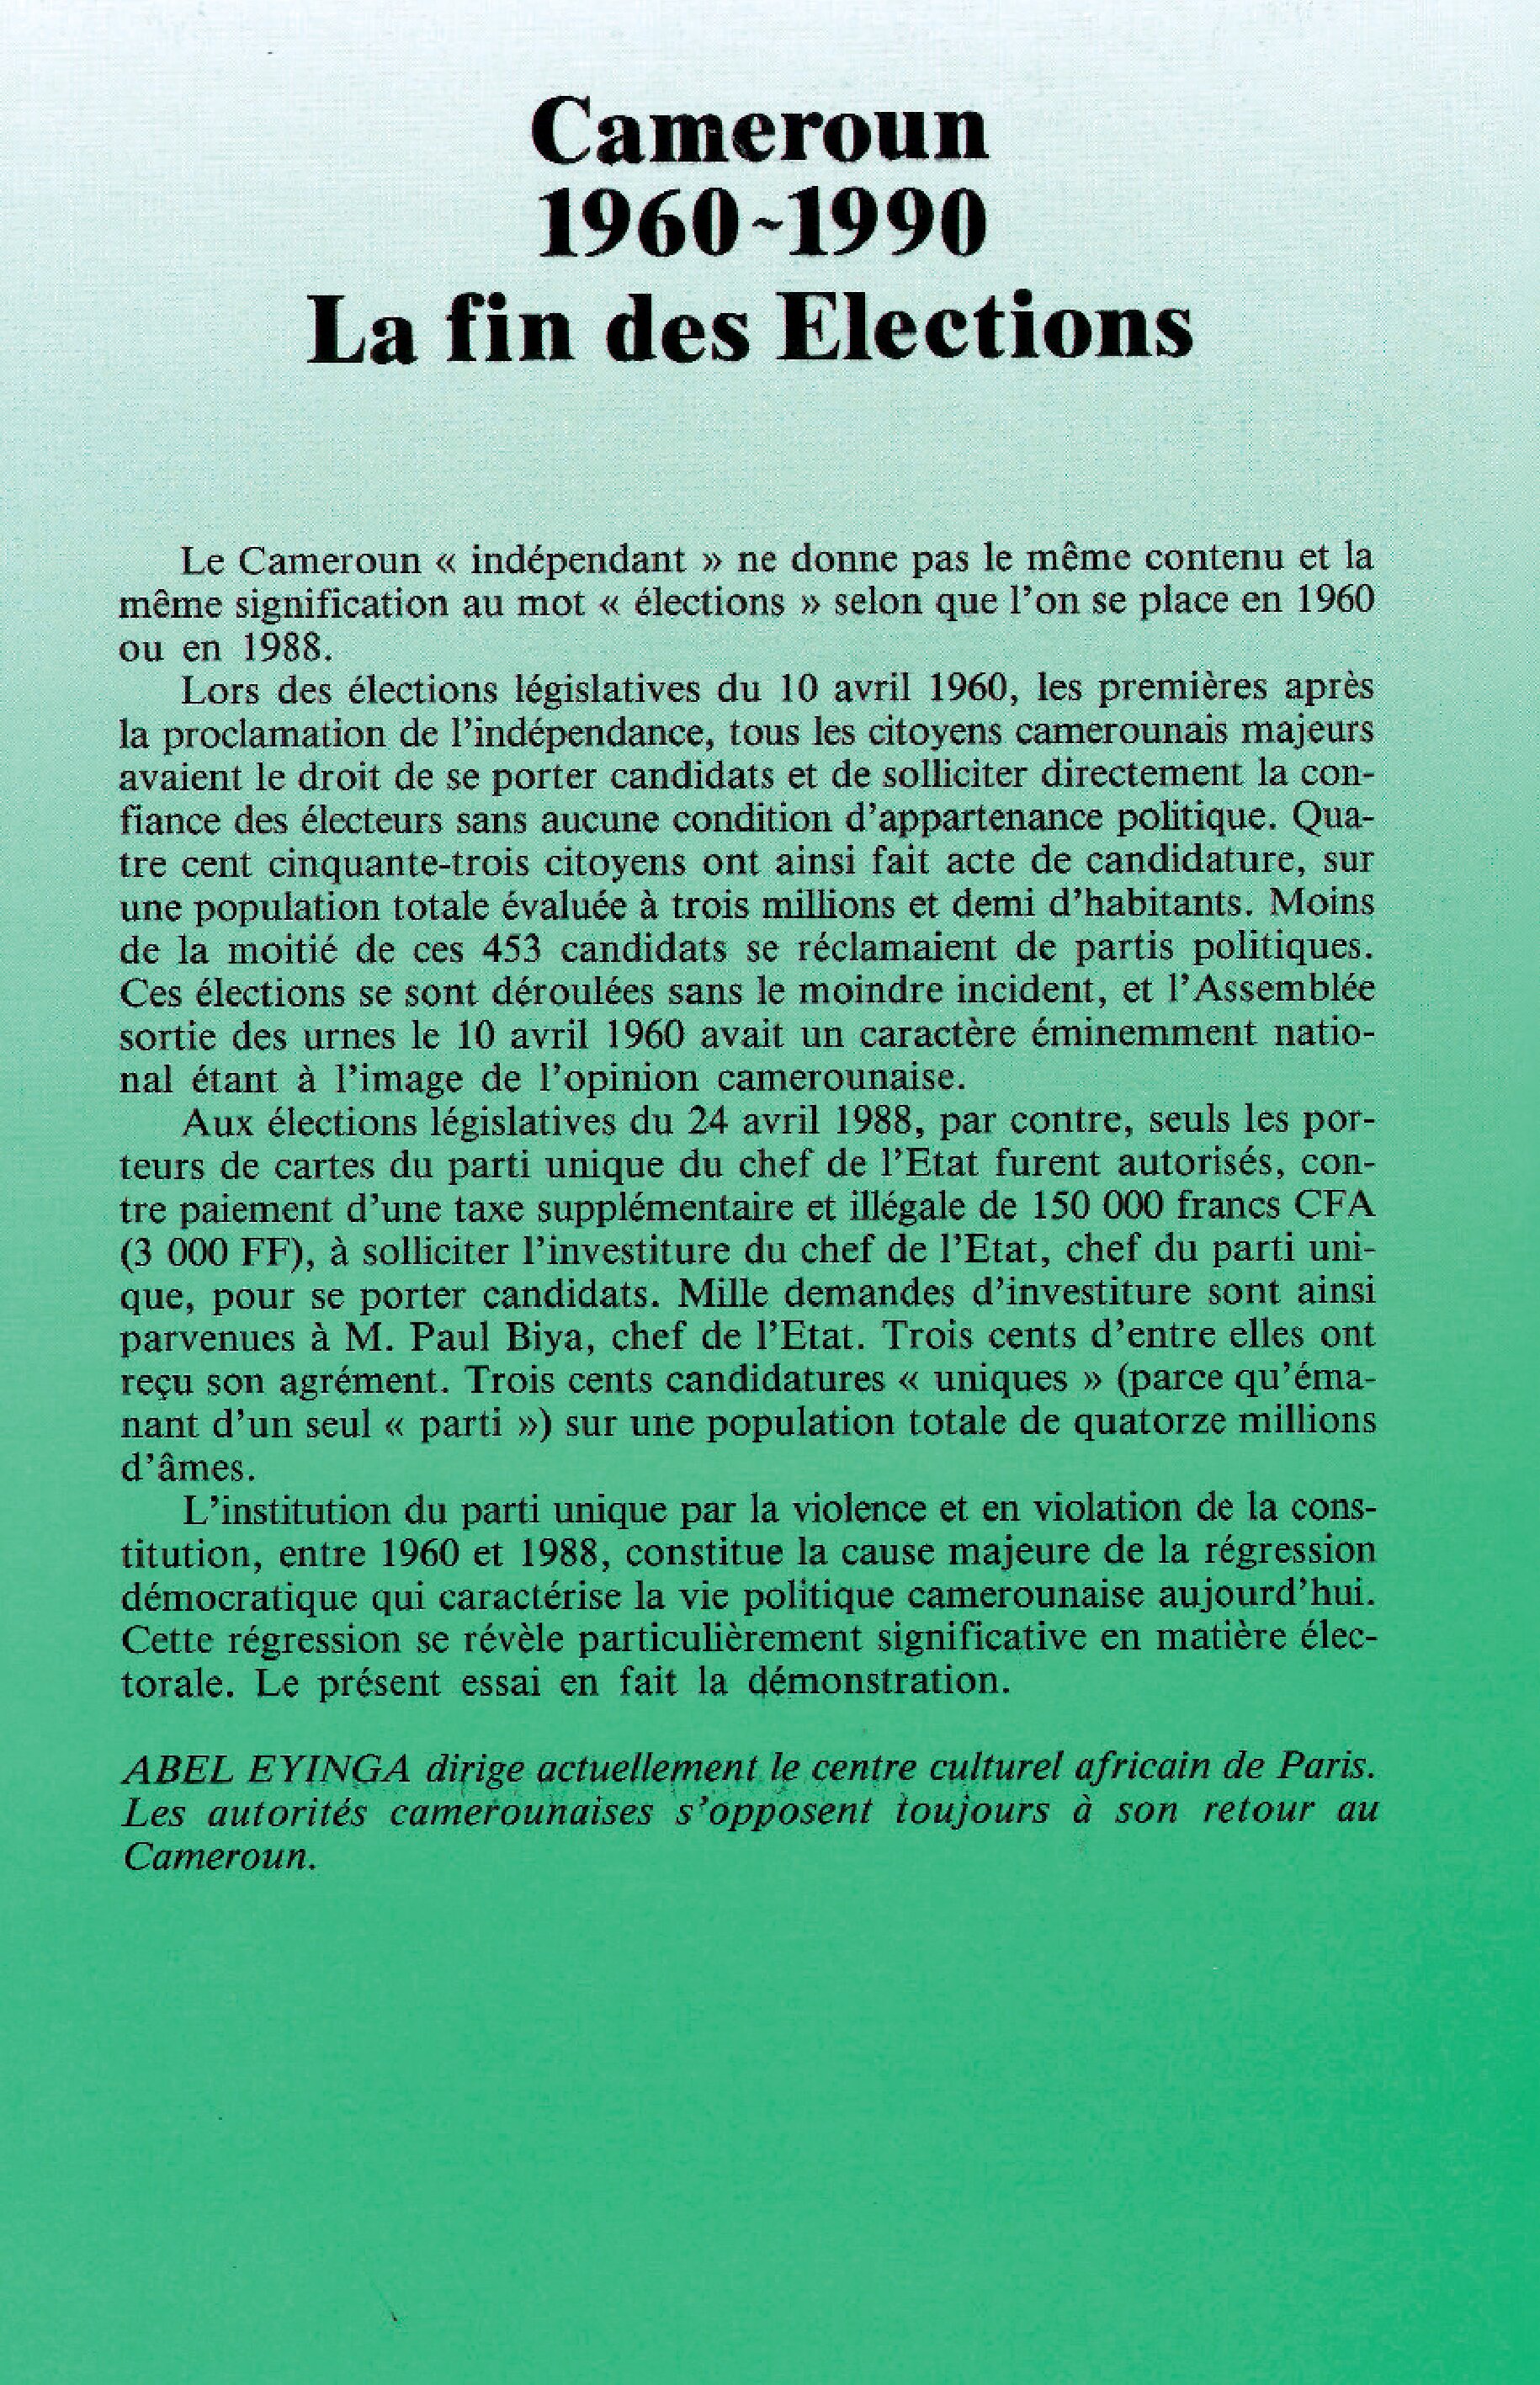 Cameroun
1960~1990
La fin des Elections
Le Cameroun « indépendant » ne donne pas le même contenu et la
même signification au mot « élections » selon que l'on se place en 1960
ou en 1988.
Lors des élections législatives du 10 avril 1960, les premières après
la proclamation de l'indépendance, tous les citoyens camerounais majeurs
avaient le droit de se porter candidats et de solliciter directement la con-
fiance des électeurs sans aucune condition d'appartenance politique. Qua-
tre cent cinquante-trois citoyens ont ainsi fait acte de candidature, sur
une population totale évaluée à trois millions et demi d'habitants. Moins
de la moitié de ces 453 candidats se réclamaient de partis politiques.
Ces élections se sont déroulées sans le moindre incident, et l'Assemblée
sortie des urnes le 10 avril 1960 avait un caractère éminemment natio-
nal étant à l'image de l'opinion camerounaise.
Aux élections législatives du 24 avril 1988, par contre, seuls les por-
teurs de cartes du parti unique du chef de l'Etat furent autorisés, con-
tre paiement d'une taxe supplémentaire et illégale de 150 000 francs CFA
(3 000 FF), à solliciter l'investiture du chef de l'Etat, chef du parti uni-
que, pour se porter candidats. Mille demandes d'investiture sont ainsi
parvenues à M. Paul Biya, chef de l'Etat. Trois cents d'entre elles ont
reçu son agrément. Trois cents candidatures « uniques » (parce qu'éma-
nant d'un seul « parti ») sur une population totale de quatorze millions
d'âmes.
L'institution du parti unique par la violence et en violation de la cons-
titution, entre 1960 et 1988, constitue la cause majeure de la régression
démocratique qui caractérise la vie politique camerounaise aujourd'hui.
Cette régression se révèle particulièrement significative en matière élec-
torale. Le présent essai en fait la démonstration.
ABEL EYINGA dirige actuellement le centre culturel africain de Paris.
Les autorités camerounaises s'opposent toujours à son retour au
Cameroun.